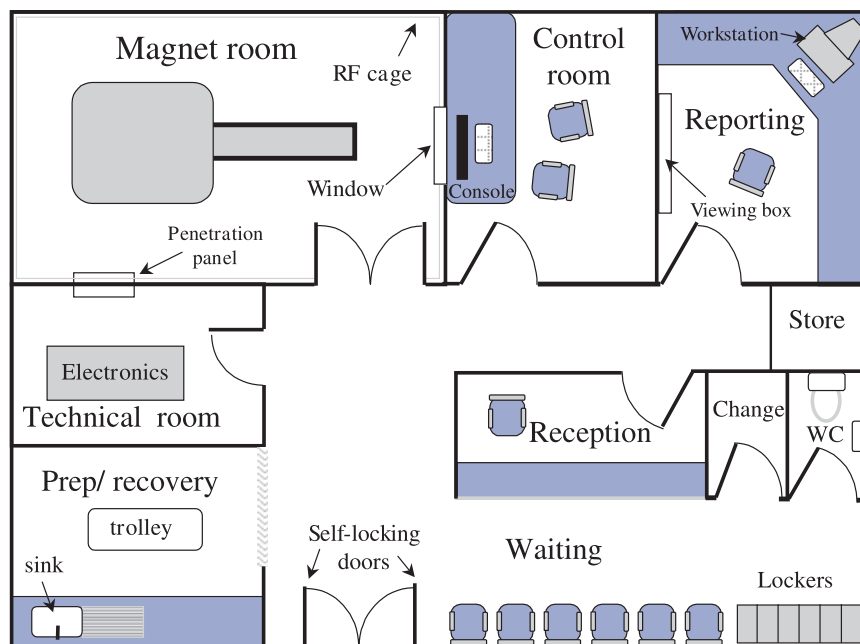 Magnet room
RF cage
Control
room
Workstation
Reporting
Window
Console
Viewing box
Penetration
panel
Store
Electronics
Technical room
Change
Reception
WC
Prep/ recovery
trolley
Self-locking
doors
Waiting
sink
Lockers